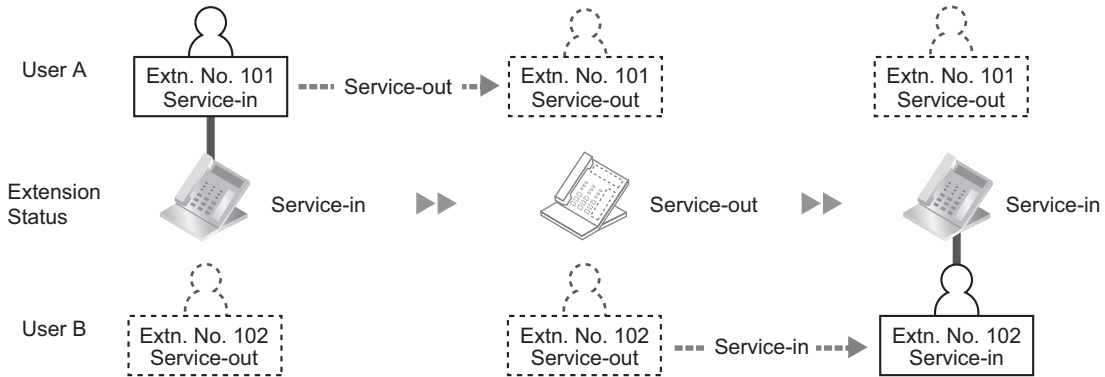 User A
Extn. No. 101
Service-in
Service-out
Extn. No. 101
Service-out
Extn. No. 101
Service-out
Extension
Status
Service-in
Service-out
Service-in
User B
Extn. No. 102
Service-out
Extn. No. 102
Service-out
Service-in
Extn. No. 102
Service-in